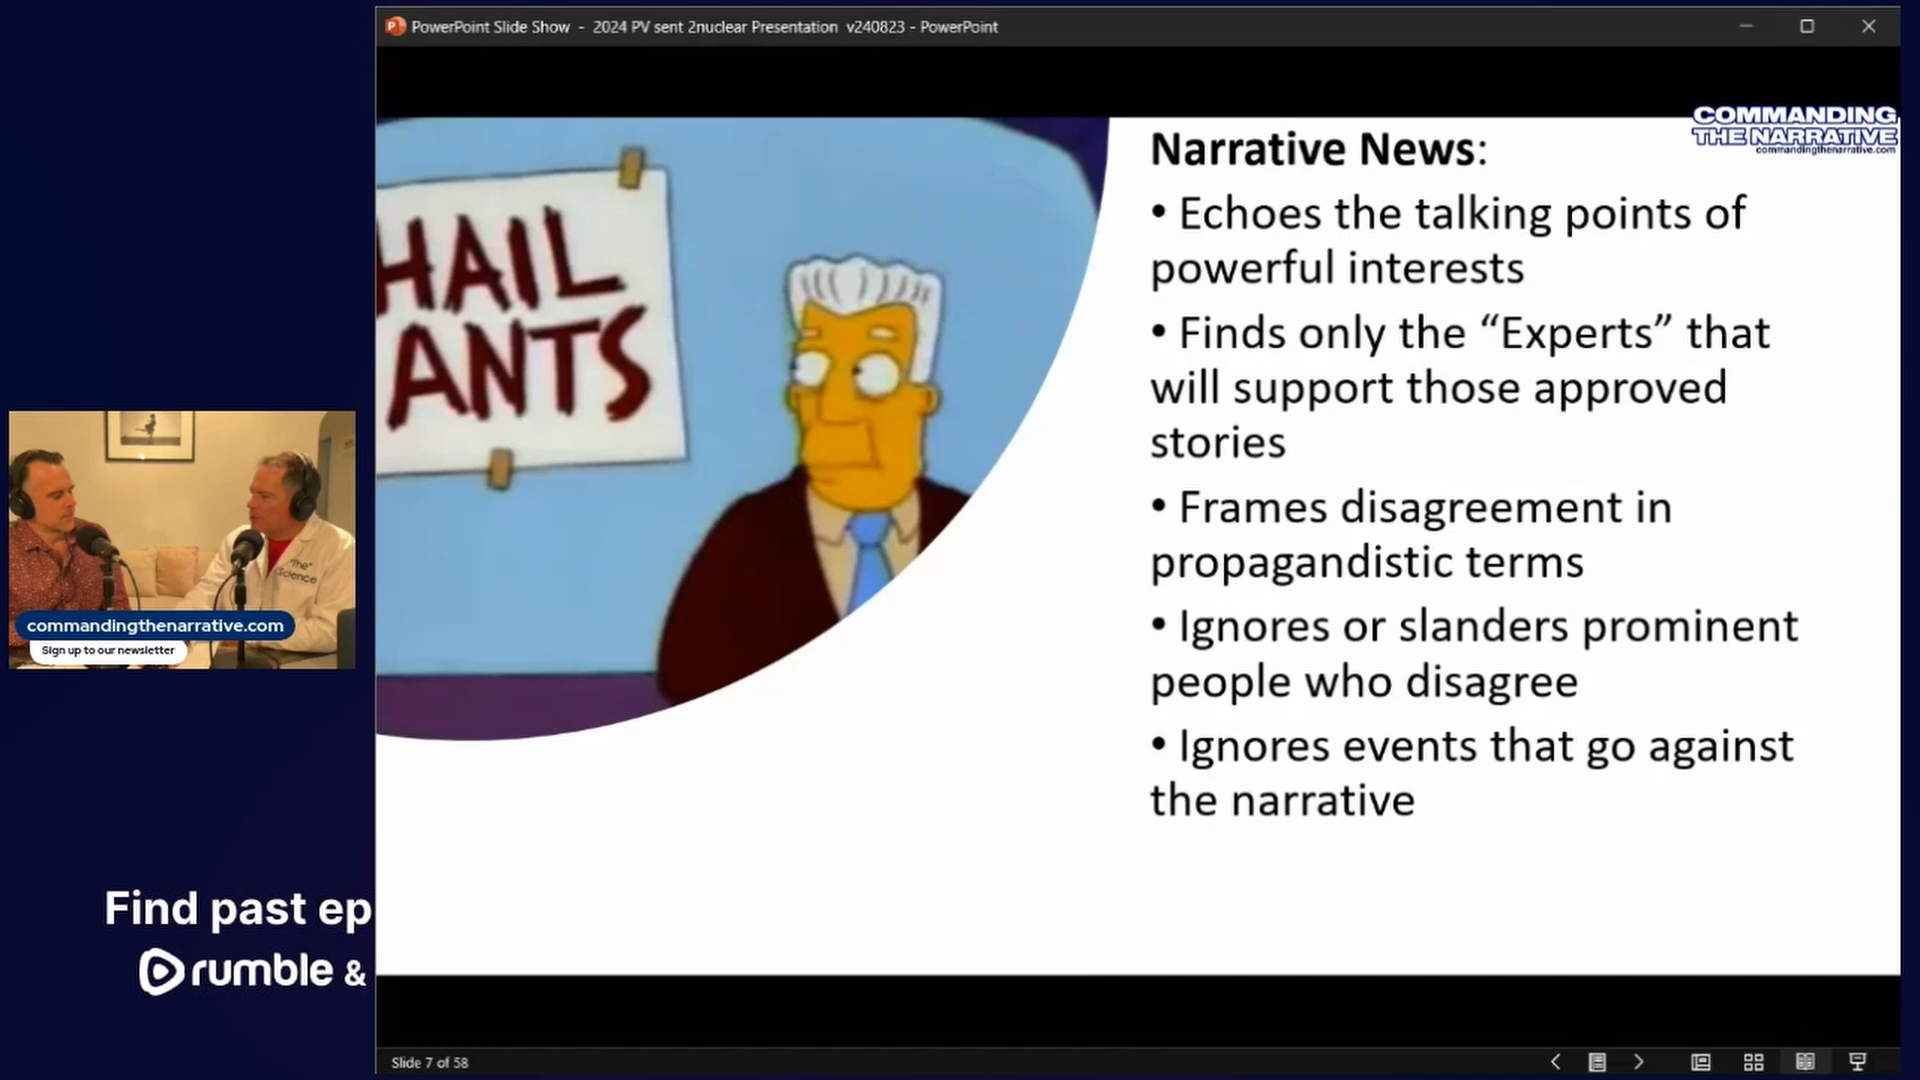 PowerPoint Slide Show - 2024 PV sent 2nuclear Presentation v240823 - PowerPoint
COMMANDING
THE NARRATIVE
commandingthenarrative.com
HAIL
ANTS
Narrative News:
• Echoes the talking points of
powerful interests
• Finds only the “Experts” that
will support those approved
stories
• Frames disagreement in
propagandistic terms
• Ignores or slanders prominent
people who disagree
• Ignores events that go against
the narrative
"The"
Science
commandingthenarrative.com
Sign up to our newsletter
Find past ep
rumble &
Slide 7 of 58